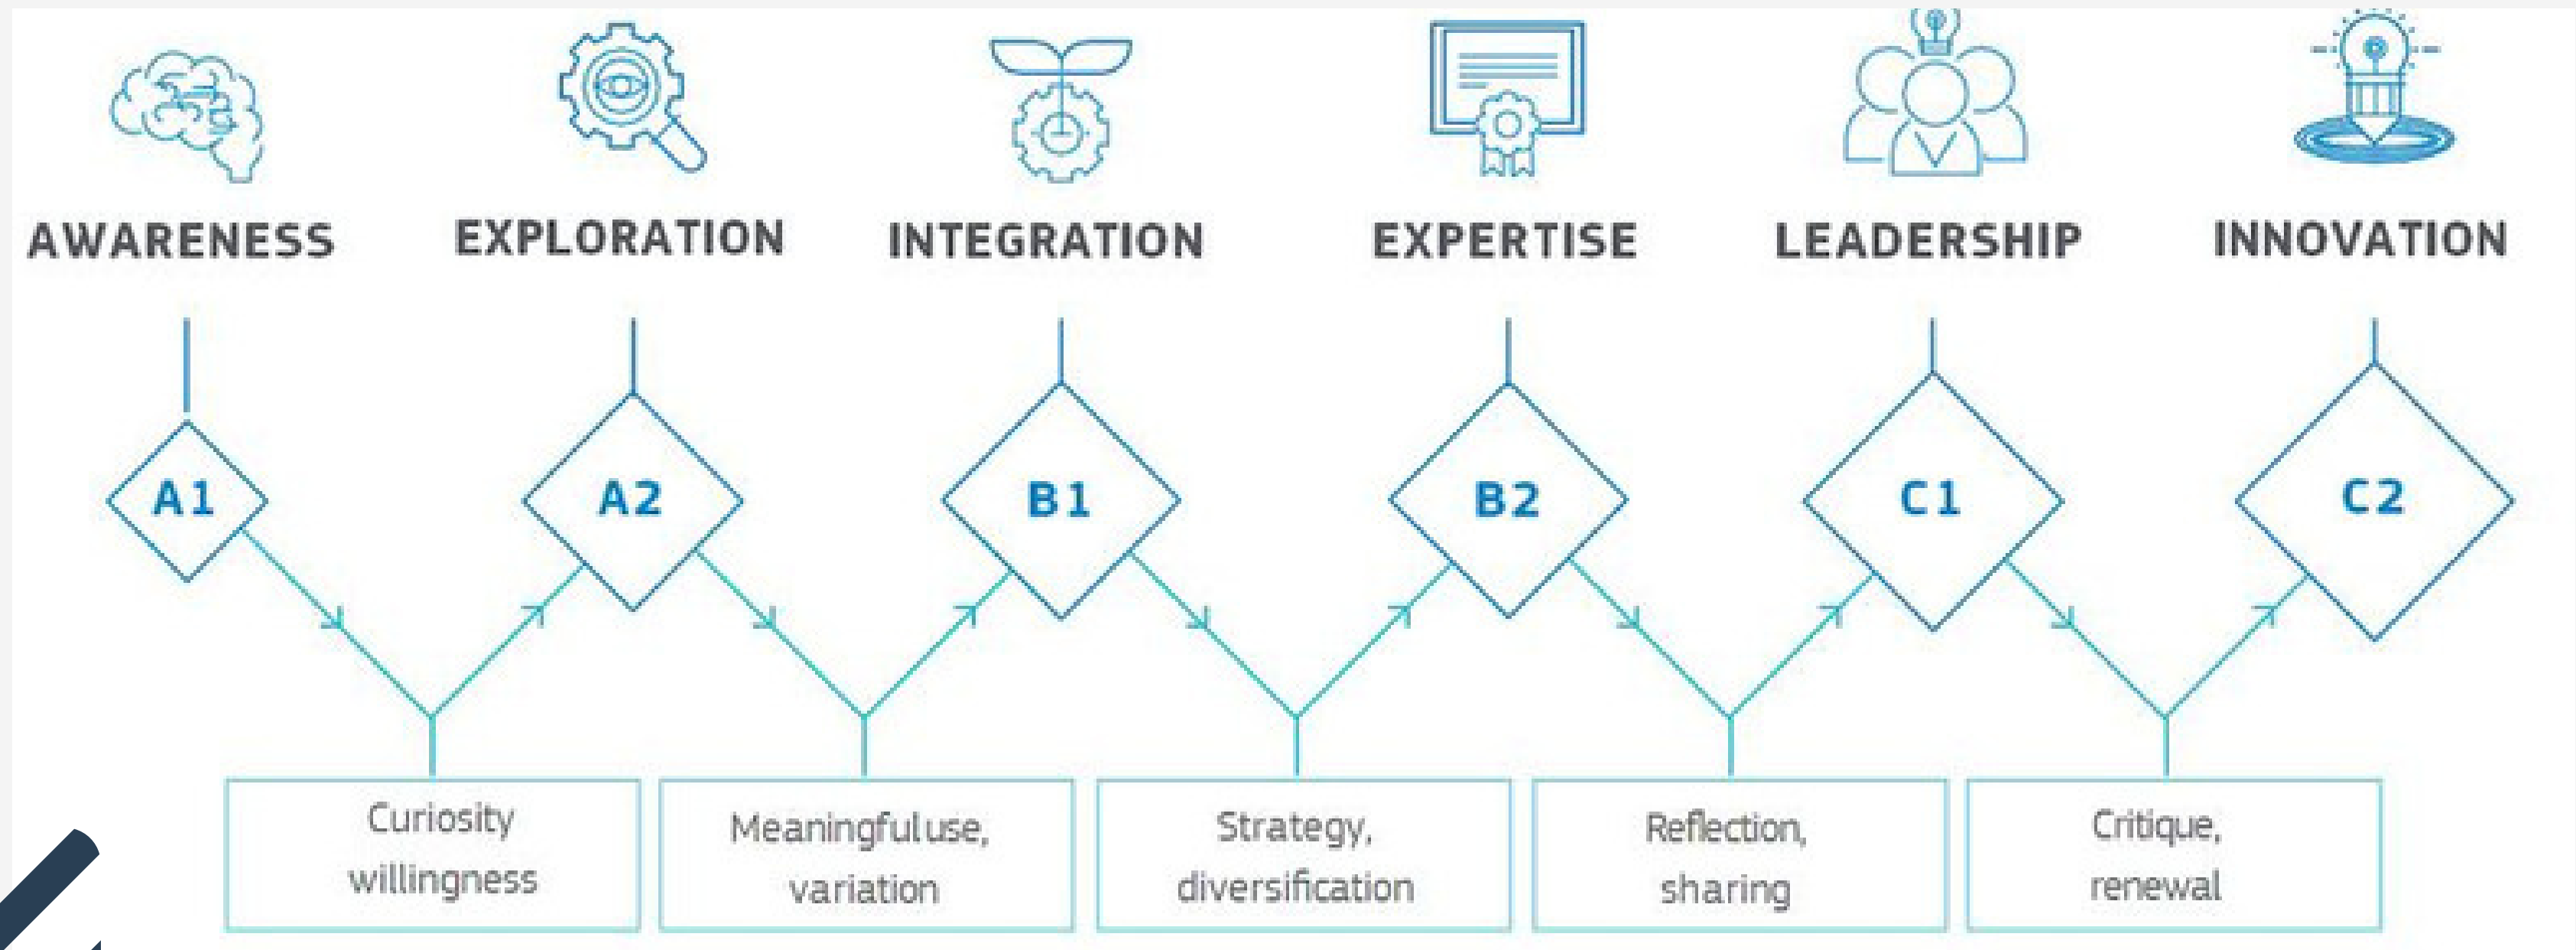 AWARENESS
EXPLORATION
INTEGRATION
EXPERTISE
LEADERSHIP
INNOVATION
A1
A2
B1
B2
C1
C2
Curiosity
willingness
Meaningful use,
variation
Strategy,
diversification
Reflection,
sharing
Critique,
renewal